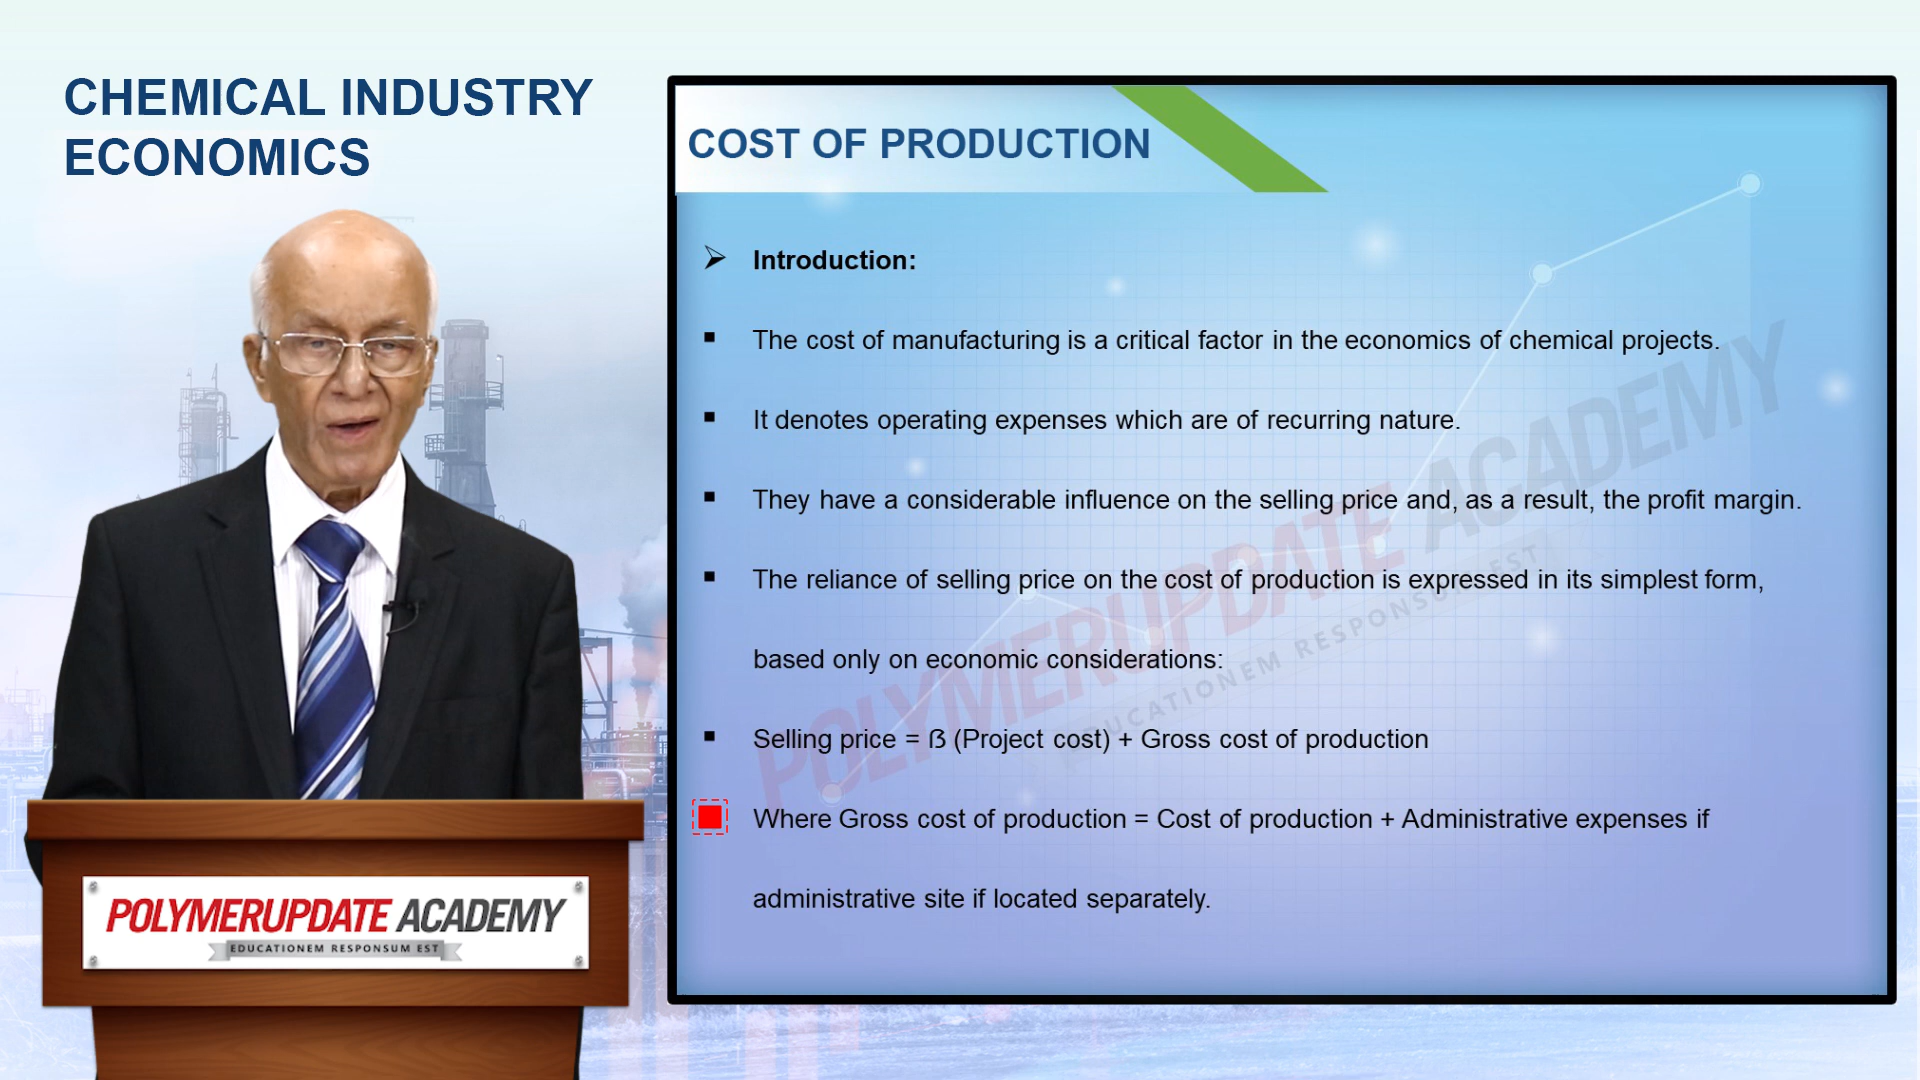 CHEMICAL INDUSTRY
ECONOMICS
COST OF PRODUCTION
Introduction:
The cost of manufacturing is a critical factor in the economics of chemical projects.
It denotes operating expenses which are of recurring nature.
They have a considerable influence on the selling price and, as a result, the profit margin.
The reliance of selling price on the cost of production is expressed in its simplest form,
based only on economic considerations:
Selling price = ẞ (Project cost) + Gross cost of production
Where Gross cost of production = Cost of production + Administrative expenses if
administrative site if located separately.
POLYMERUPDATE ACADEMY
EDUCATIONEM RESPONSUM EST
POLYMERUPDATE ACADEMY
EDUCATIONEM RESPONSUM EST